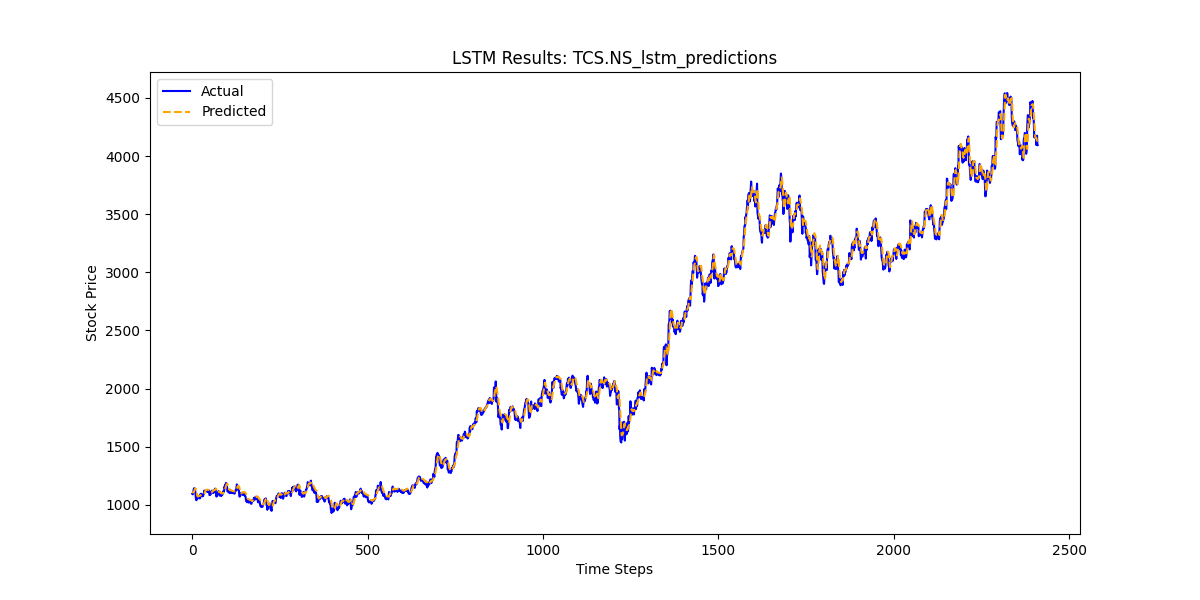 LSTM Results: TCS.NS_lstm_predictions
Actual
Predicted
Stock Price
4500
4000
3500
3000
2500
2000
1500
1000
0 500 1000 1500 2000 2500
Time Steps